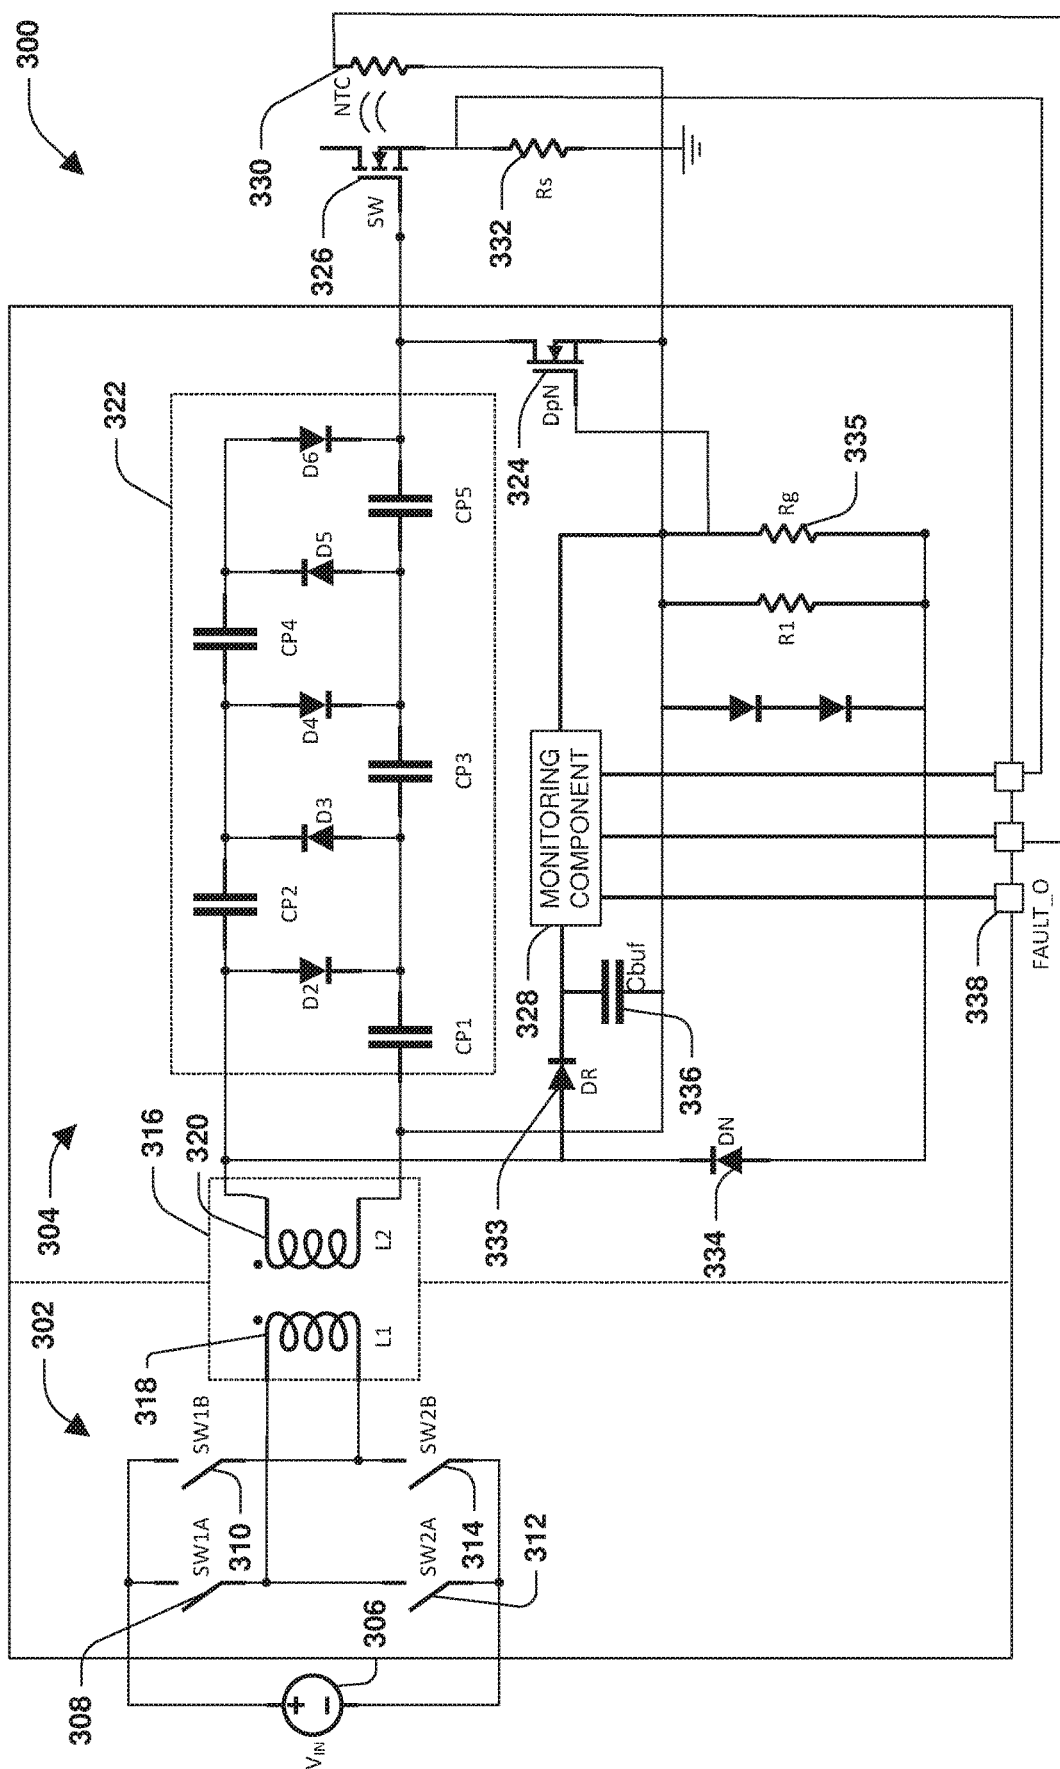 300
302
304
316
320
318
322
SW1A
SW1B
310
308
V_IN
306
SW2A
SW2B
314
312
L1
L2
D2
CP2
D3
D4
CP4
D5
D6
CP1
CP3
CP5
326
SW
NTC
330
332
Rs
324
DpN
333
DR
Cbuf
336
328
MONITORING
COMPONENT
334
DN
R1
Rg
335
338
FAULT_O
+
–